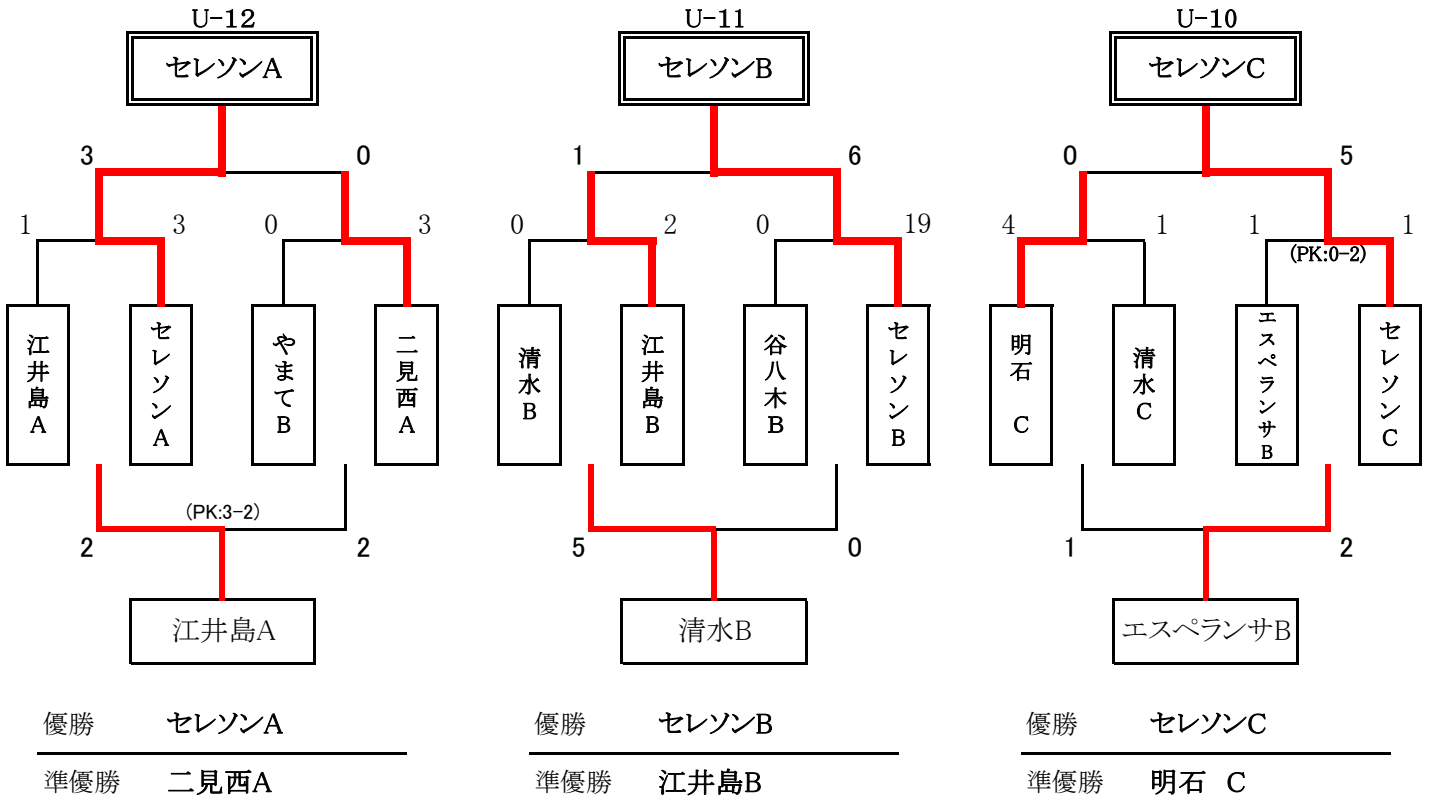 U-12
セレソンA
3 0
1 3 0 3
江井島A
セレソンA
やまてB
二見西A
(PK:3-2)
2 2
江井島A
優勝 セレソンA
準優勝 二見西A
U-11
セレソンB
1 6
0 2 0 19
清水B
江井島B
谷八木B
セレソンB
5 0
清水B
優勝 セレソンB
準優勝 江井島B
U-10
セレソンC
0 5
4 1 1 1
(PK:0-2)
明石 C
清水C
エスペランサB
セレソンC
1 2
エスペランサB
優勝 セレソンC
準優勝 明石 C